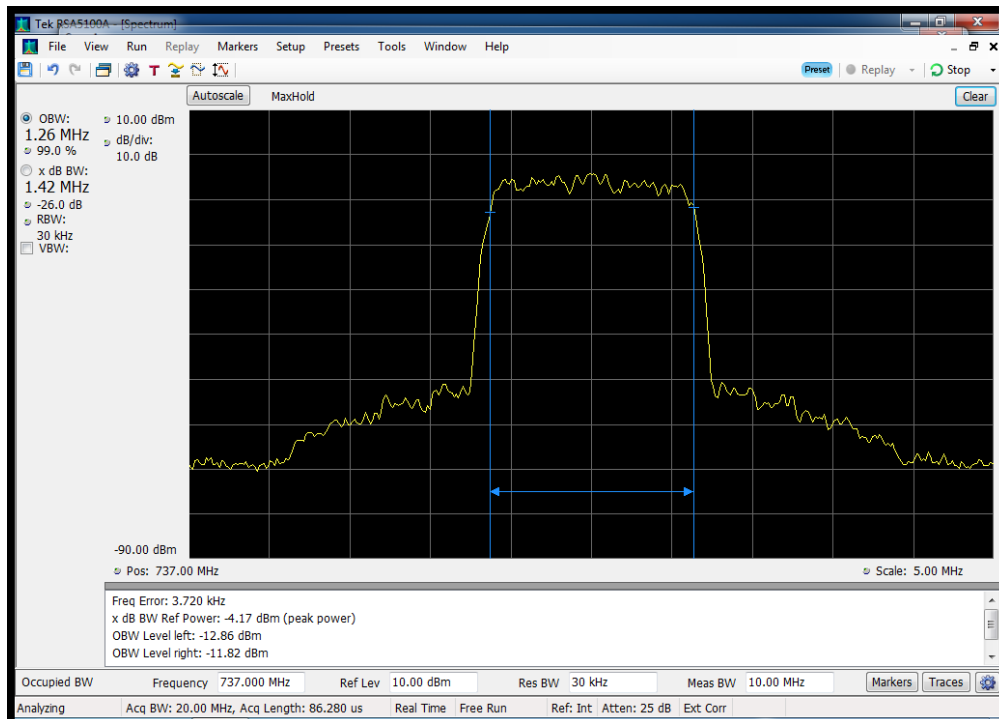 Tek RSA5100A - [Spectrum]
File View Run Replay Markers Setup Presets Tools Window Help
Preset Replay Stop
Autoscale MaxHold Clear
OBW:
1.26 MHz
99.0 %
x dB BW:
1.42 MHz
-26.0 dB
RBW:
30 kHz
VBW:
10.00 dBm
dB/div:
10.0 dB
-90.00 dBm
Pos: 737.00 MHz Scale: 5.00 MHz
Freq Error: 3.720 kHz
x dB BW Ref Power: -4.17 dBm (peak power)
OBW Level left: -12.86 dBm
OBW Level right: -11.82 dBm
Occupied BW Frequency 737.000 MHz Ref Lev 10.00 dBm Res BW 30 kHz Meas BW 10.00 MHz Markers Traces
Analyzing Acq BW: 20.00 MHz, Acq Length: 86.280 us Real Time Free Run Ref: Int Atten: 25 dB Ext Corr